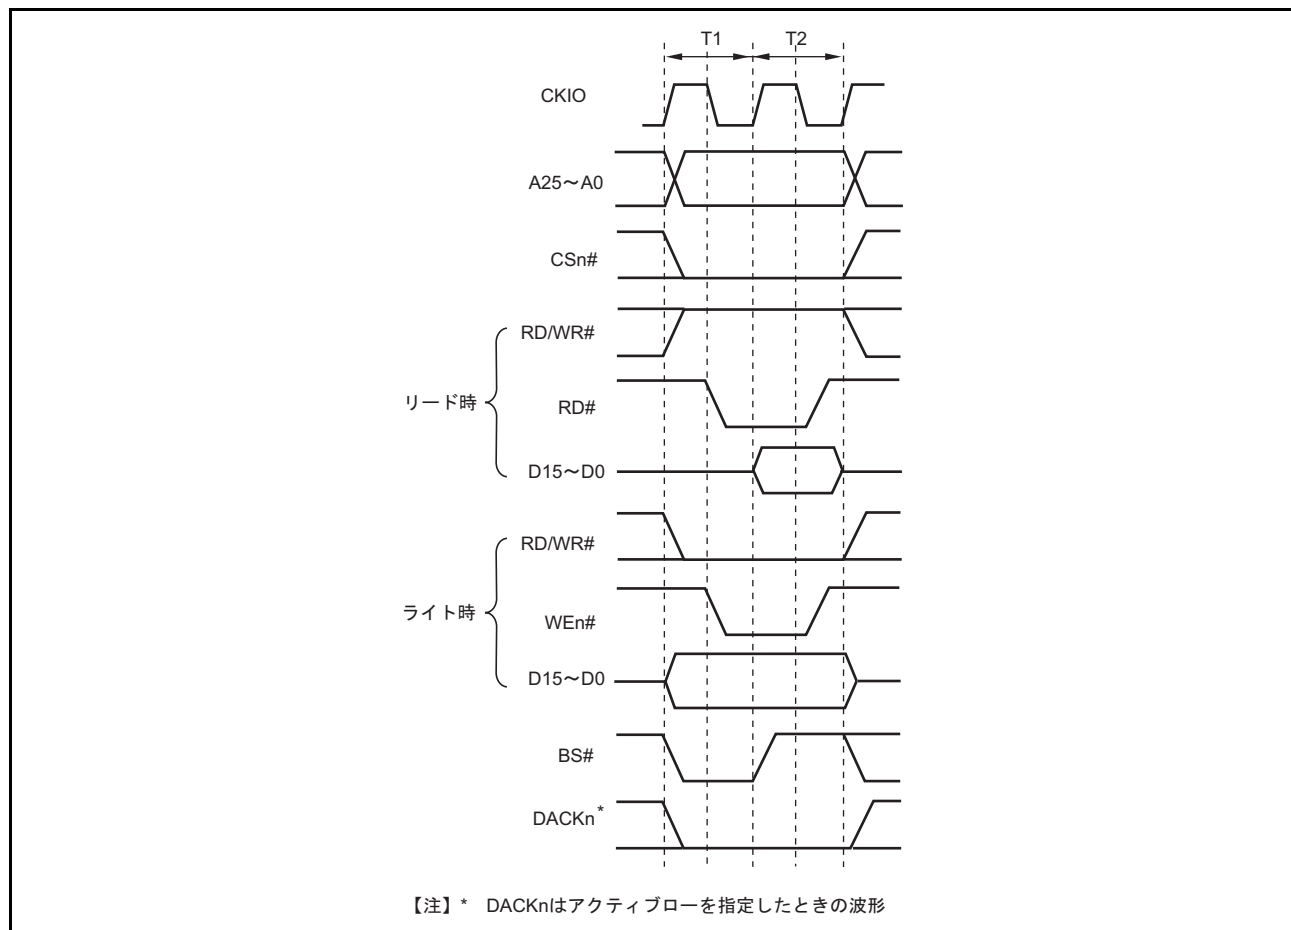 T1 T2
CKIO
A25～A0
CSn#
RD/WR#
リード時
RD#
D15～D0
RD/WR#
ライト時
WEn#
D15～D0
BS#
DACKn*
【注】* DACKnはアクティブローを指定したときの波形